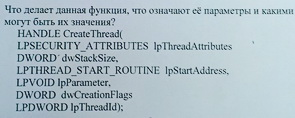 Что делает данная функция, что означают её параметры и какими
могут быть их значения?
HANDLE CreateThread(
LPSECURITY_ATTRIBUTES lpThreadAttributes
DWORD dwStackSize,
LPTHREAD_START_ROUTINE lpStartAddress,
LPVOID lpParameter,
DWORD dwCreationFlags
LPDWORD lpThreadId);